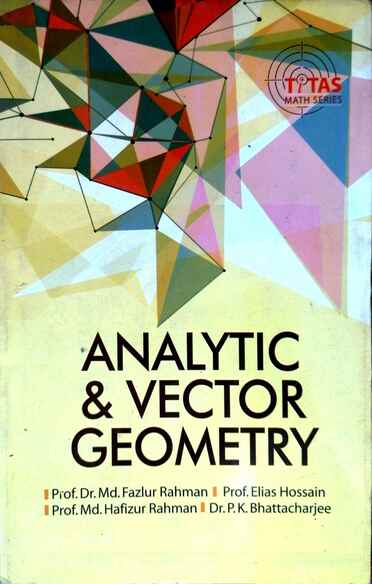 TITAS
MATH SERIES
ANALYTIC
& VECTOR
GEOMETRY
Prof. Dr. Md. Fazlur Rahman Prof. Elias Hossain
Prof. Md. Hafizur Rahman Dr. P. K. Bhattacharjee